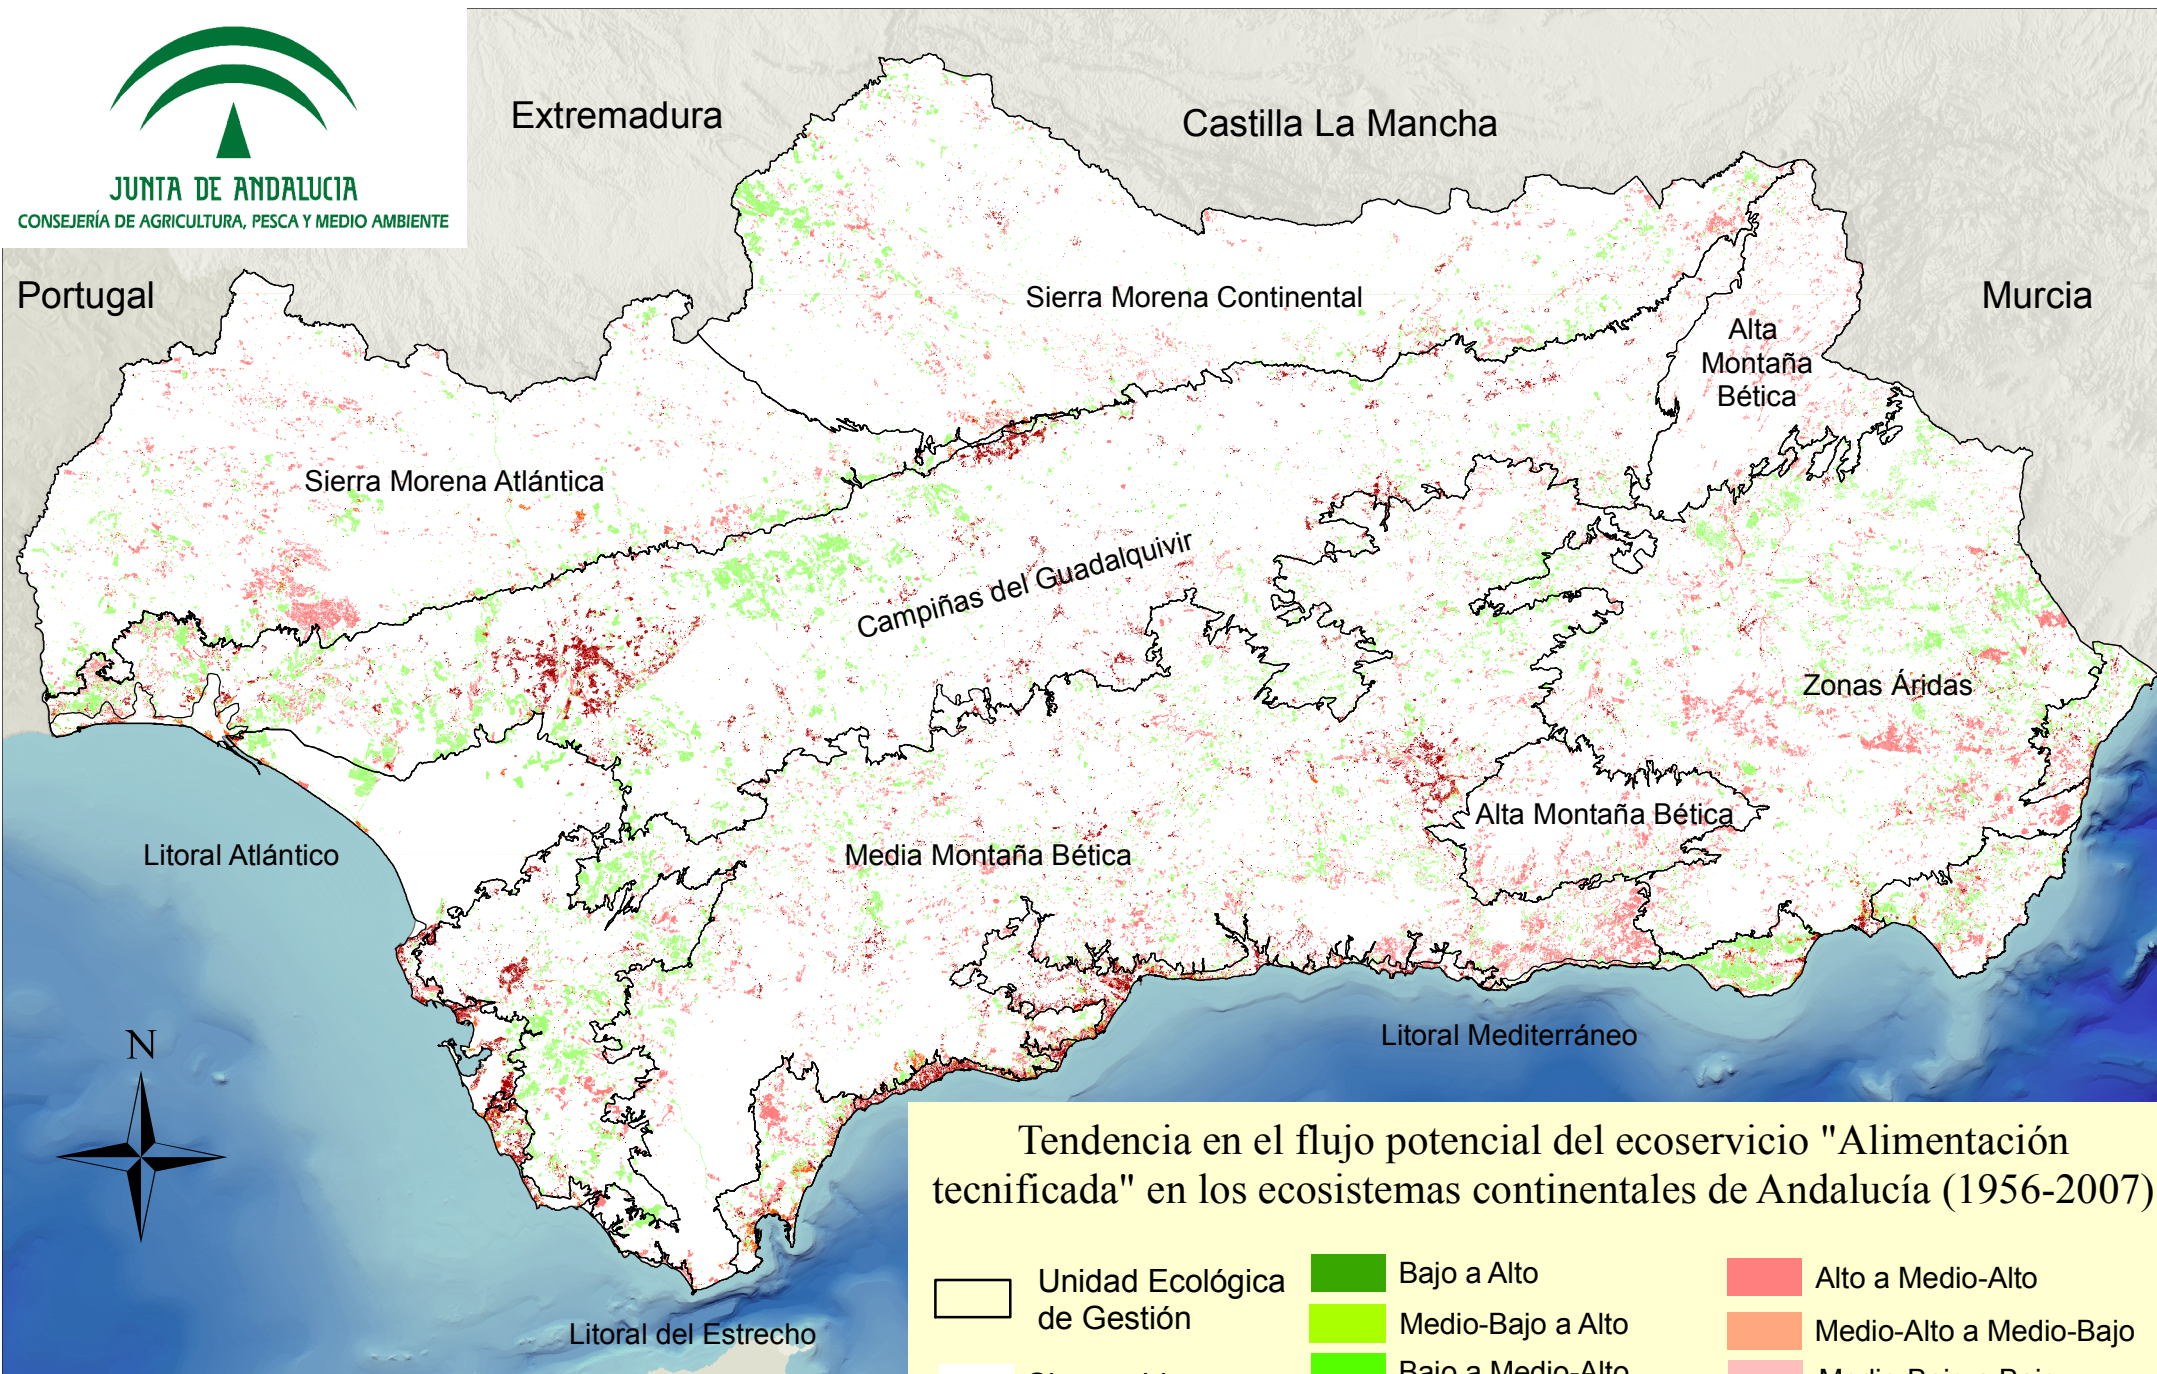 JUNTA DE ANDALUCIA
CONSEJERÍA DE AGRICULTURA, PESCA Y MEDIO AMBIENTE
Extremadura
Castilla La Mancha
Portugal
Murcia
Sierra Morena Continental
Alta
Montaña
Bética
Sierra Morena Atlántica
Campiñas del Guadalquivir
Zonas Áridas
Alta Montaña Bética
Litoral Atlántico
Media Montaña Bética
Litoral Mediterráneo
N
Litoral del Estrecho
Tendencia en el flujo potencial del ecoservicio "Alimentación
tecnificada" en los ecosistemas continentales de Andalucía (1956-2007)
Unidad Ecológica
de Gestión
Bajo a Alto
Medio-Bajo a Alto
Bajo a Medio-Alto
Alto a Medio-Alto
Medio-Alto a Medio-Bajo